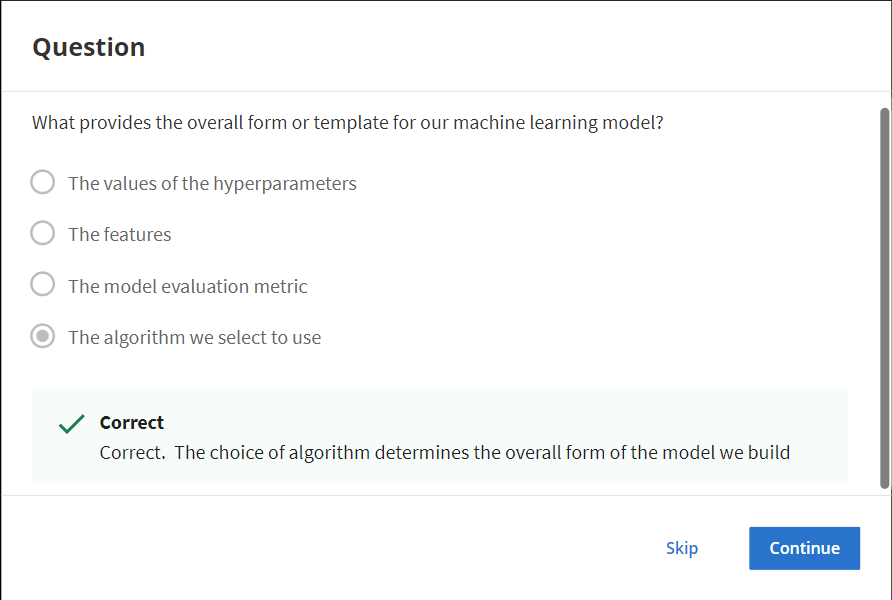 Question
What provides the overall form or template for our machine learning model?
The values of the hyperparameters
The features
The model evaluation metric
The algorithm we select to use
Correct
Correct.  The choice of algorithm determines the overall form of the model we build
Skip
Continue